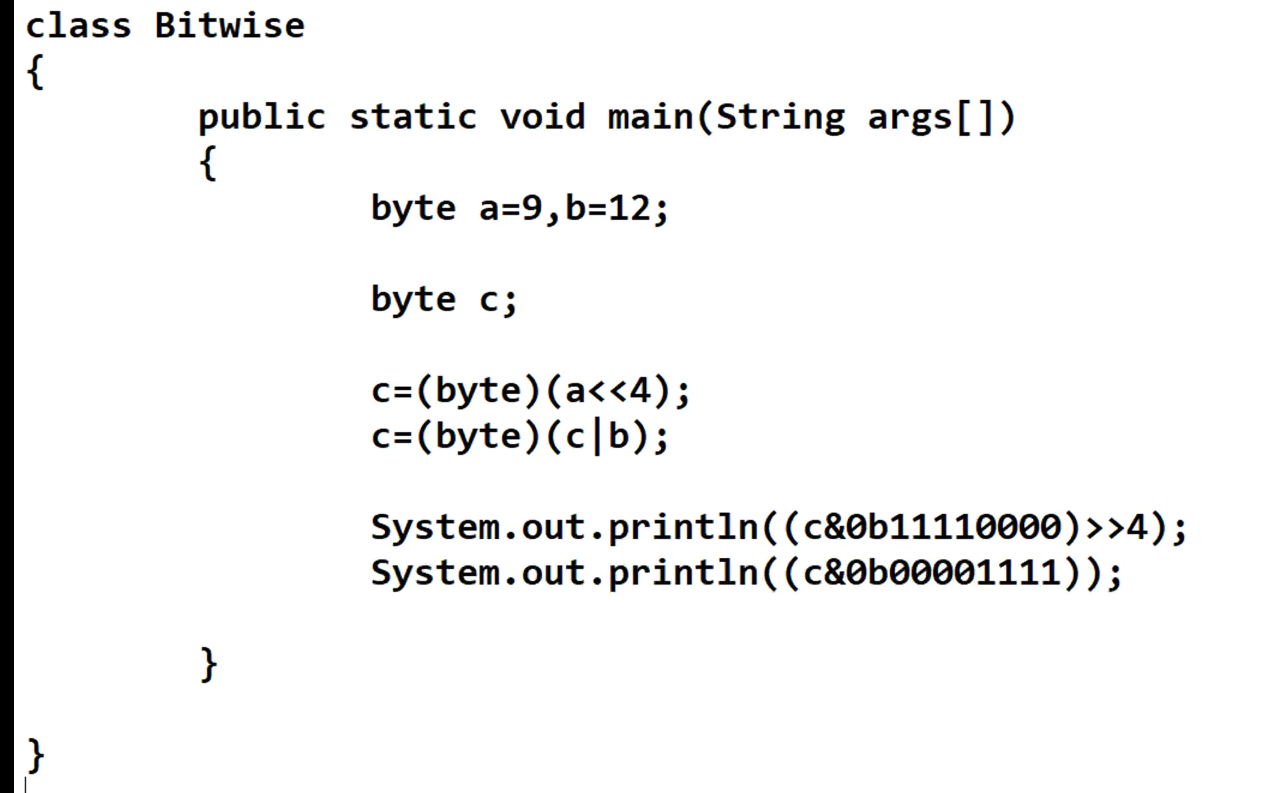 class Bitwise
{
public static void main(String args[])
{
byte a=9,b=12;
byte c;
c=(byte)(a<<4);
c=(byte)(c|b);
System.out.println((c&0b11110000)>>4);
System.out.println((c&0b00001111));
}
}